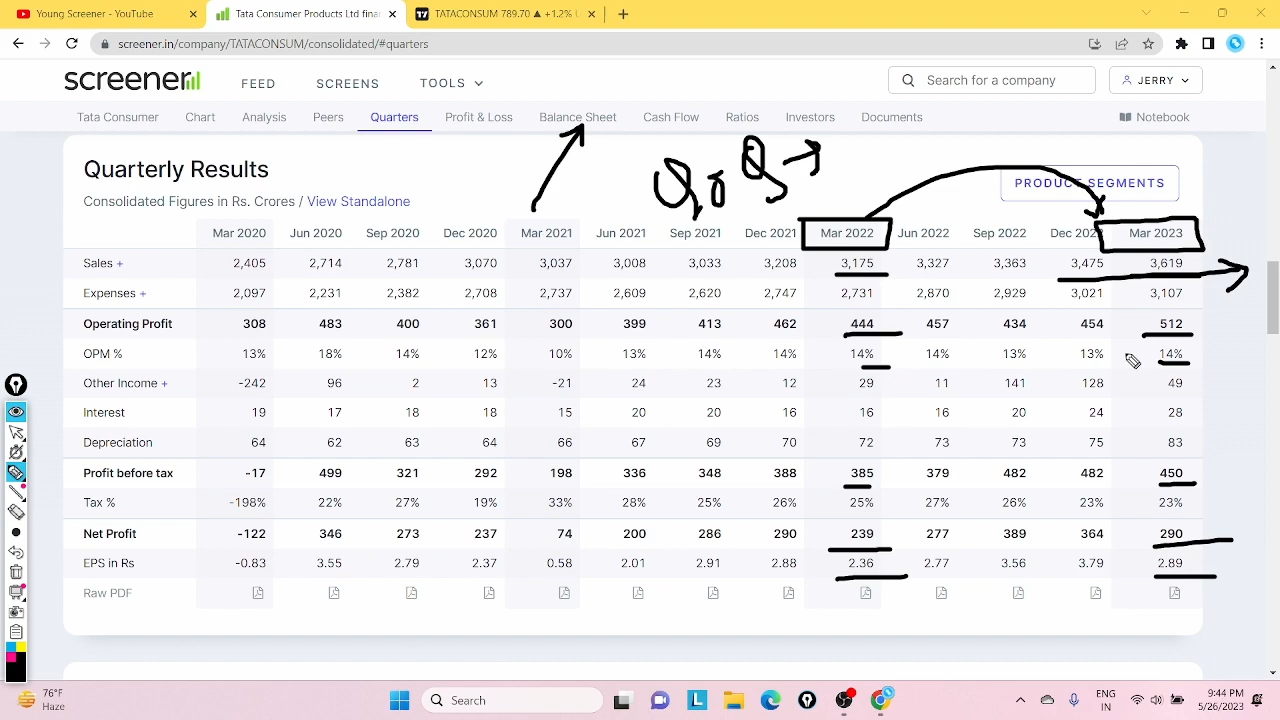 Young Screener - YouTube
Tata Consumer Products Ltd finan
TATACONSUM 789.70 ▲ +1.2% U
screener.in/company/TATACONSUM/consolidated/#quarters
screener FEED SCREENS TOOLS Search for a company JERRY
Tata Consumer Chart Analysis Peers Quarters Profit & Loss Balance Sheet Cash Flow Ratios Investors Documents Notebook
Quarterly Results
PRODUCT SEGMENTS
Consolidated Figures in Rs. Crores / View Standalone
Mar 2020 Jun 2020 Sep 2020 Dec 2020 Mar 2021 Jun 2021 Sep 2021 Dec 2021 Mar 2022 Jun 2022 Sep 2022 Dec 2022 Mar 2023
Sales + 2,405 2,714 2,781 3,070 3,037 3,008 3,033 3,208 3,175 3,327 3,363 3,475 3,619
Expenses + 2,097 2,231 2,382 2,708 2,737 2,609 2,620 2,747 2,731 2,870 2,929 3,021 3,107
Operating Profit 308 483 400 361 300 399 413 462 444 457 434 454 512
OPM % 13% 18% 14% 12% 10% 13% 14% 14% 14% 14% 13% 13% 14%
Other Income + -242 96 2 13 -21 24 23 12 29 11 141 128 49
Interest 19 17 18 18 15 20 20 16 16 16 20 24 28
Depreciation 64 62 63 64 66 67 69 70 72 73 73 75 83
Profit before tax -17 499 321 292 198 336 348 388 385 379 482 482 450
Tax % -198% 22% 27% 19% 33% 28% 25% 26% 25% 27% 26% 23% 23%
Net Profit -122 346 273 237 74 200 286 290 239 277 389 364 290
EPS in Rs -0.83 3.55 2.79 2.37 0.58 2.01 2.91 2.88 2.36 2.77 3.56 3.79 2.89
Raw PDF
76°F
Haze
Search
ENG
IN
9:44 PM
5/26/2023